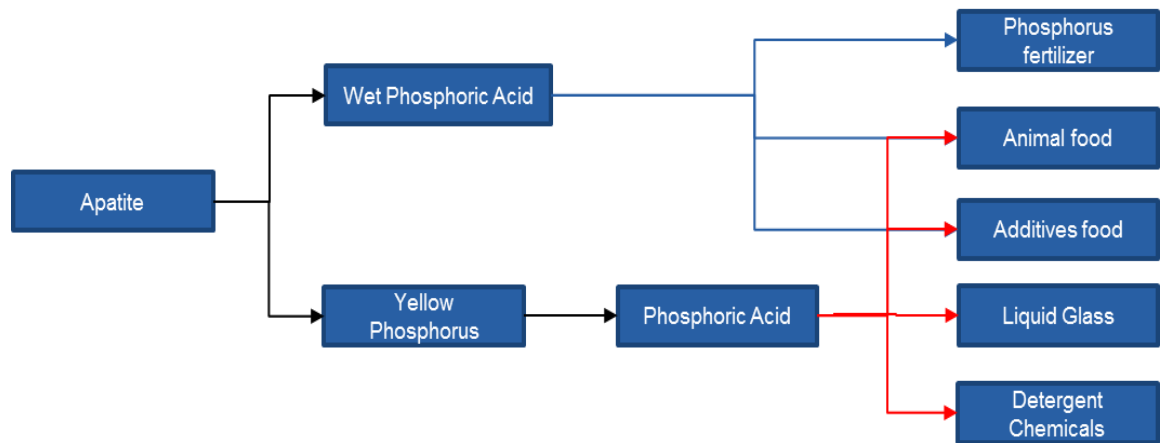 Phosphorus
fertilizer
Wet Phosphoric Acid
Animal food
Apatite
Additives food
Yellow
Phosphorus
Phosphoric Acid
Liquid Glass
Detergent
Chemicals